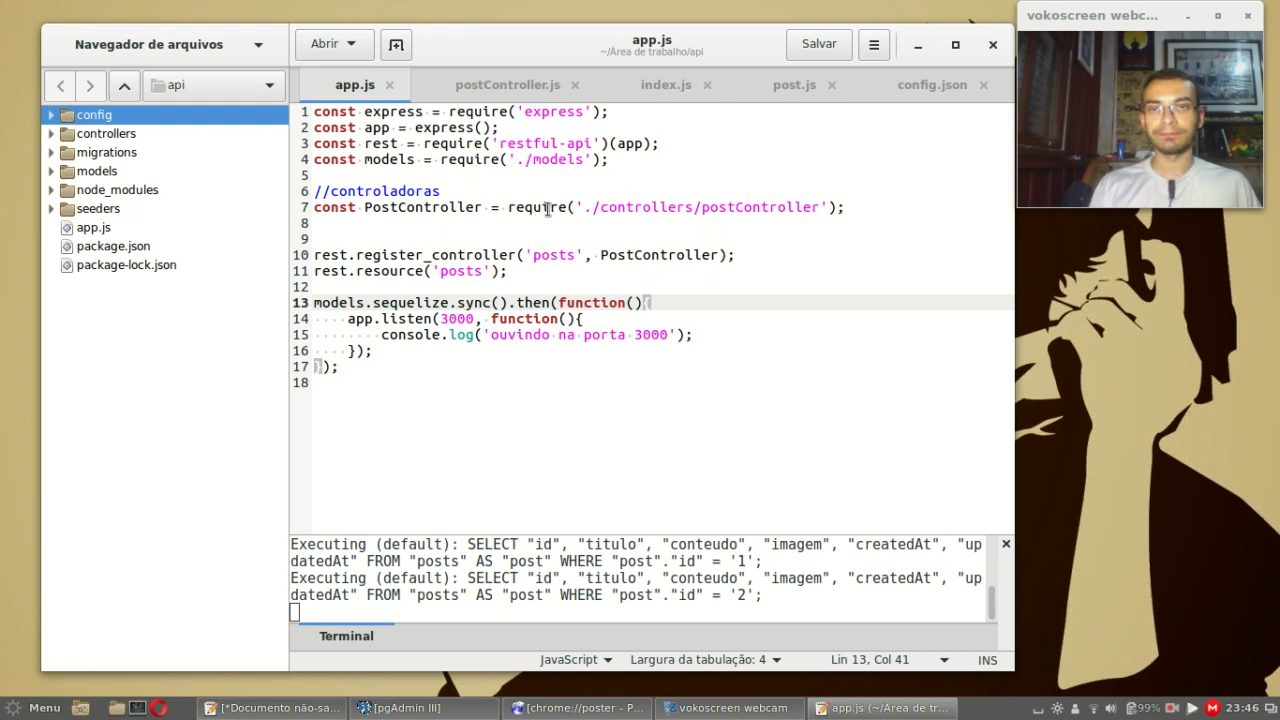 vokoscreen webc...
Navegador de arquivos
Abrir
app.js
~/Área de trabalho/api
Salvar
api
app.js
postController.js
index.js
post.js
config.json
config
controllers
migrations
models
node_modules
seeders
app.js
package.json
package-lock.json
1 const express = require('express');
2 const app = express();
3 const rest = require('restful-api')(app);
4 const models = require('./models');
5
6 //controladoras
7 const PostController = require('./controllers/postController');
8
9
10 rest.register_controller('posts', PostController);
11 rest.resource('posts');
12
13 models.sequelize.sync().then(function(){
14     app.listen(3000, function(){
15         console.log('ouvindo na porta 3000');
16     });
17 });
18
Executing (default): SELECT "id", "titulo", "conteudo", "imagem", "createdAt", "up
datedAt" FROM "posts" AS "post" WHERE "post"."id" = '1';
Executing (default): SELECT "id", "titulo", "conteudo", "imagem", "createdAt", "up
datedAt" FROM "posts" AS "post" WHERE "post"."id" = '2';
Terminal
JavaScript
Largura da tabulação: 4
Lin 13, Col 41
INS
Menu
[*Documento não-sa...
[pgAdmin III]
[chrome://poster - P...
vokoscreen webcam
app.js (~/Área de tr...
99%
23:46